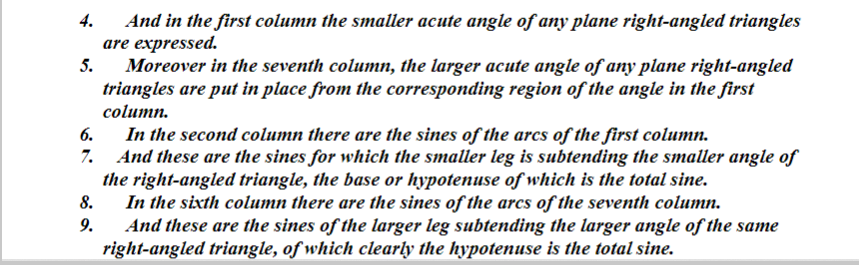 4. And in the first column the smaller acute angle of any plane right-angled triangles
are expressed.
5. Moreover in the seventh column, the larger acute angle of any plane right-angled
triangles are put in place from the corresponding region of the angle in the first
column.
6. In the second column there are the sines of the arcs of the first column.
7. And these are the sines for which the smaller leg is subtending the smaller angle of
the right-angled triangle, the base or hypotenuse of which is the total sine.
8. In the sixth column there are the sines of the arcs of the seventh column.
9. And these are the sines of the larger leg subtending the larger angle of the same
right-angled triangle, of which clearly the hypotenuse is the total sine.